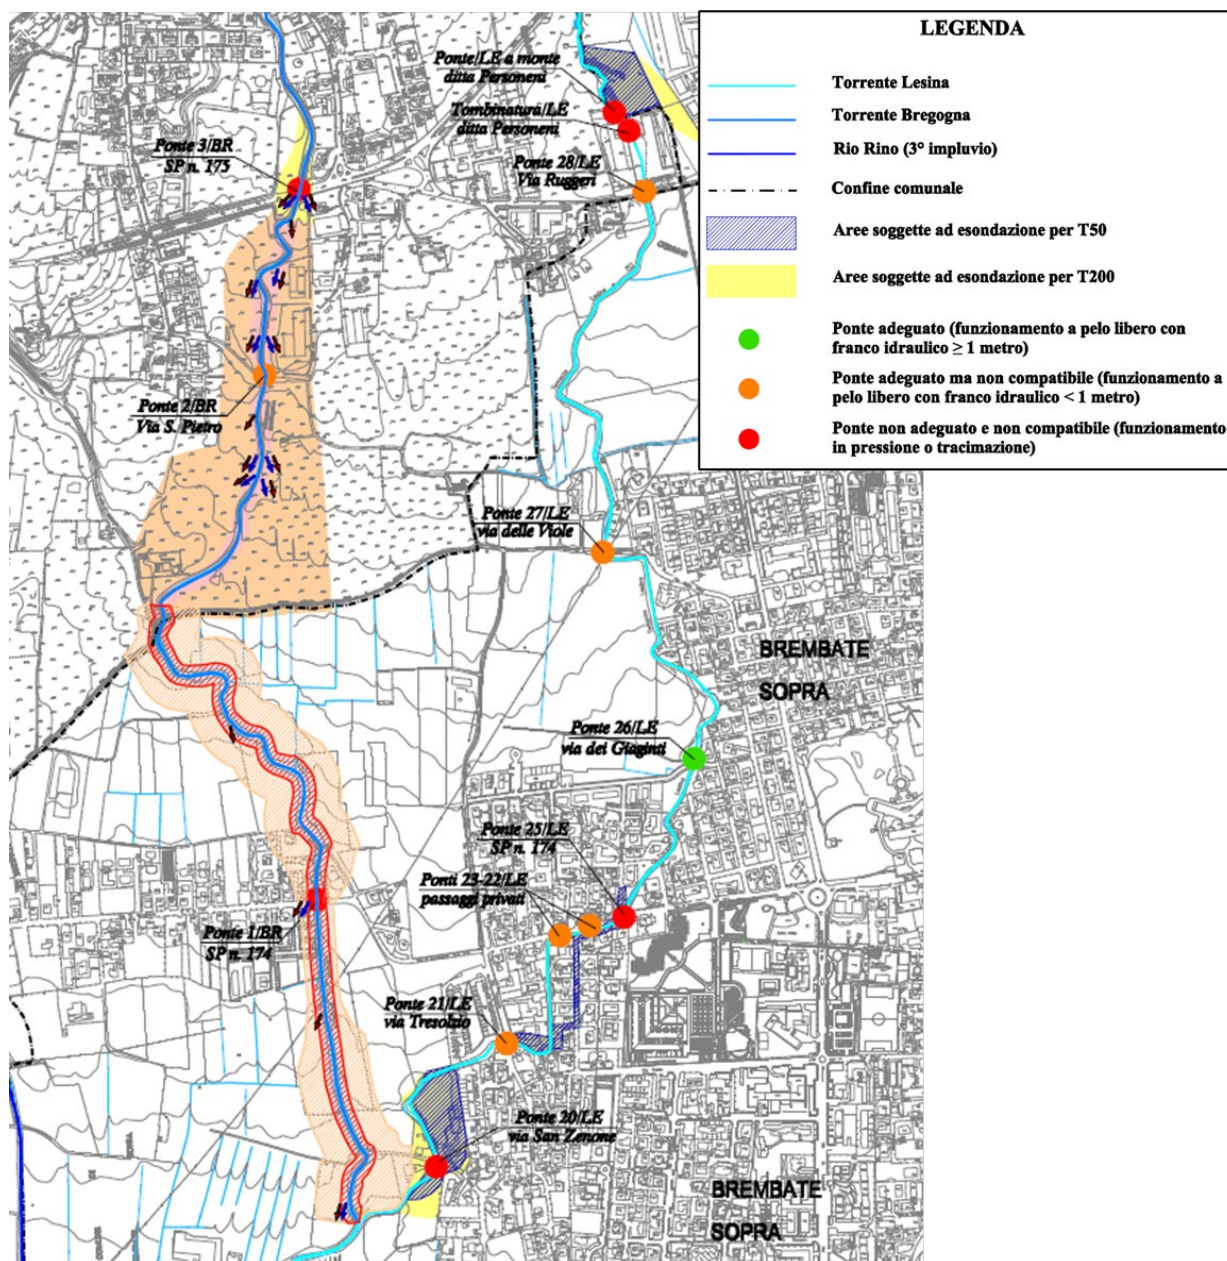 LEGENDA
Torrente Lesina
Torrente Bregogna
Rio Rino (3° impluvio)
Confine comunale
Aree soggette ad esondazione per T50
Aree soggette ad esondazione per T200
Ponte adeguato (funzionamento a pelo libero con
franco idraulico ≥ 1 metro)
Ponte adeguato ma non compatibile (funzionamento a
pelo libero con franco idraulico < 1 metro)
Ponte non adeguato e non compatibile (funzionamento
in pressione o tracimazione)
Ponte/LE a monte
ditta Personeni
Tombinatura/LE
ditta Personeni
Ponte 3/BR
SP n. 175
Ponte 28/LE
Via Ruggeri
Ponte 2/BR
Via S. Pietro
Ponte 27/LE
via delle Viole
BREMBATE
SOPRA
Ponte 26/LE
via dei Giaginti
Ponte 25/LE
SP n. 174
Ponti 23-22/LE
passaggi privati
Ponte 1/BR
SP n. 174
Ponte 21/LE
via Tresolzio
Ponte 20/LE
via San Zenone
BREMBATE
SOPRA